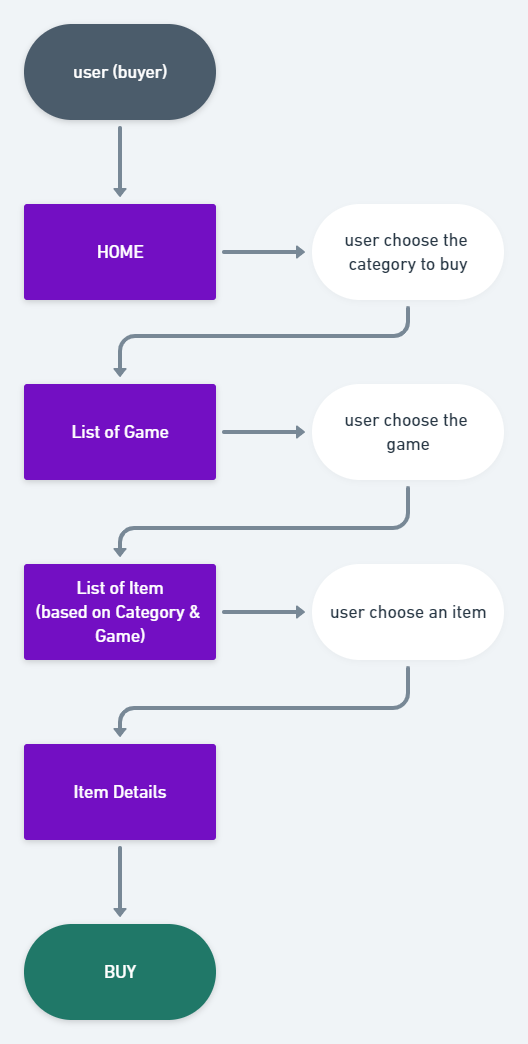 user (buyer)
HOME
user choose the
category to buy
List of Game
user choose the
game
List of Item
(based on Category &
Game)
user choose an item
Item Details
BUY